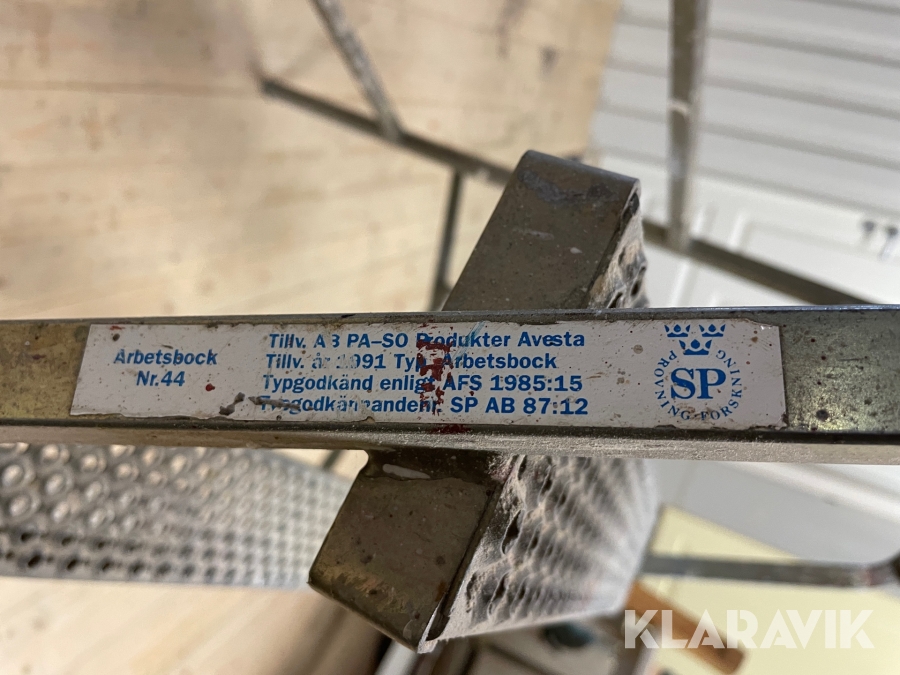 Arbetsbock
Nr.44
Tillv. AB PA-SO Produkter Avesta
Tillv. år 1991 Typ. Arbetsbock
Typgodkänd enligt AFS 1985:15
Typgodkännandenr. SP AB 87:12
SP
PROVNING·FORSKNING
KLARAVIK